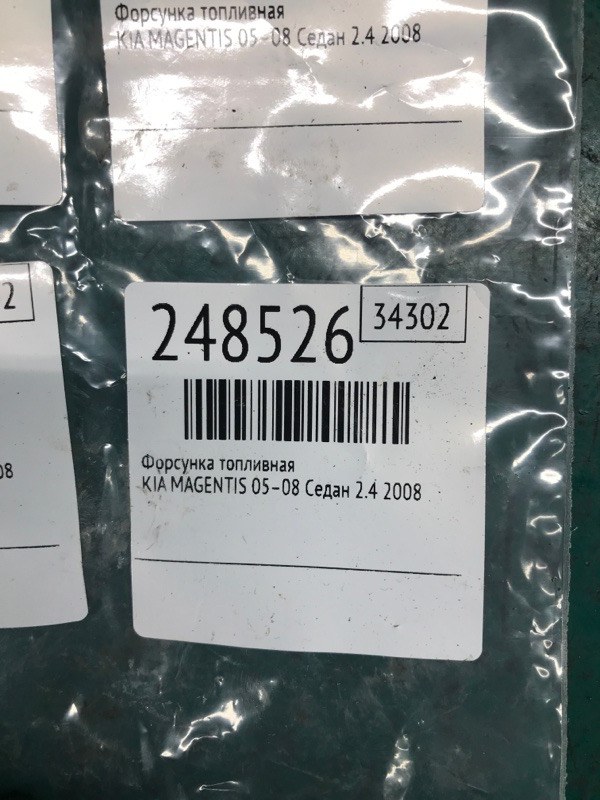 Форсунка топливная
KIA MAGENTIS 05-08 Седан 2.4 2008
2
08
248526
34302
Форсунка топливная
KIA MAGENTIS 05-08 Седан 2.4 2008